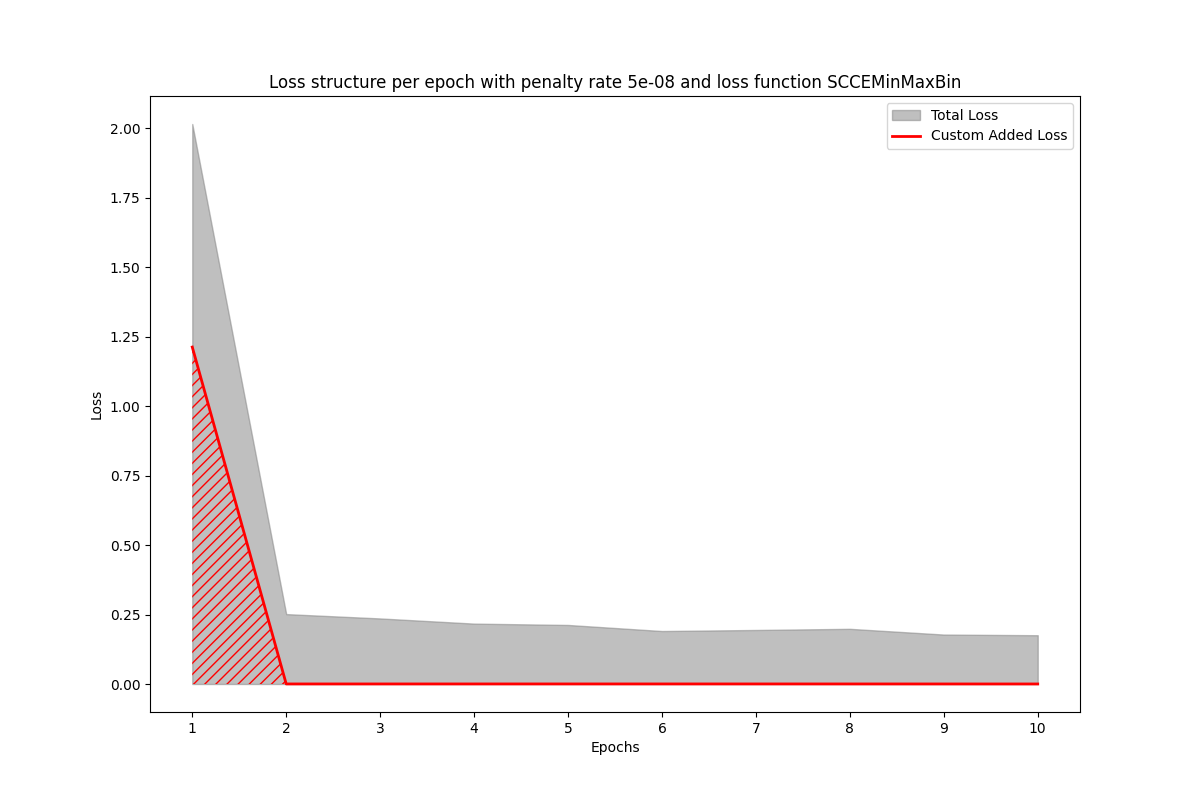 Loss structure per epoch with penalty rate 5e-08 and loss function SCCEMinMaxBin
Total Loss
Custom Added Loss
2.00
1.75
1.50
1.25
1.00
0.75
0.50
0.25
0.00
Loss
1 2 3 4 5 6 7 8 9 10
Epochs